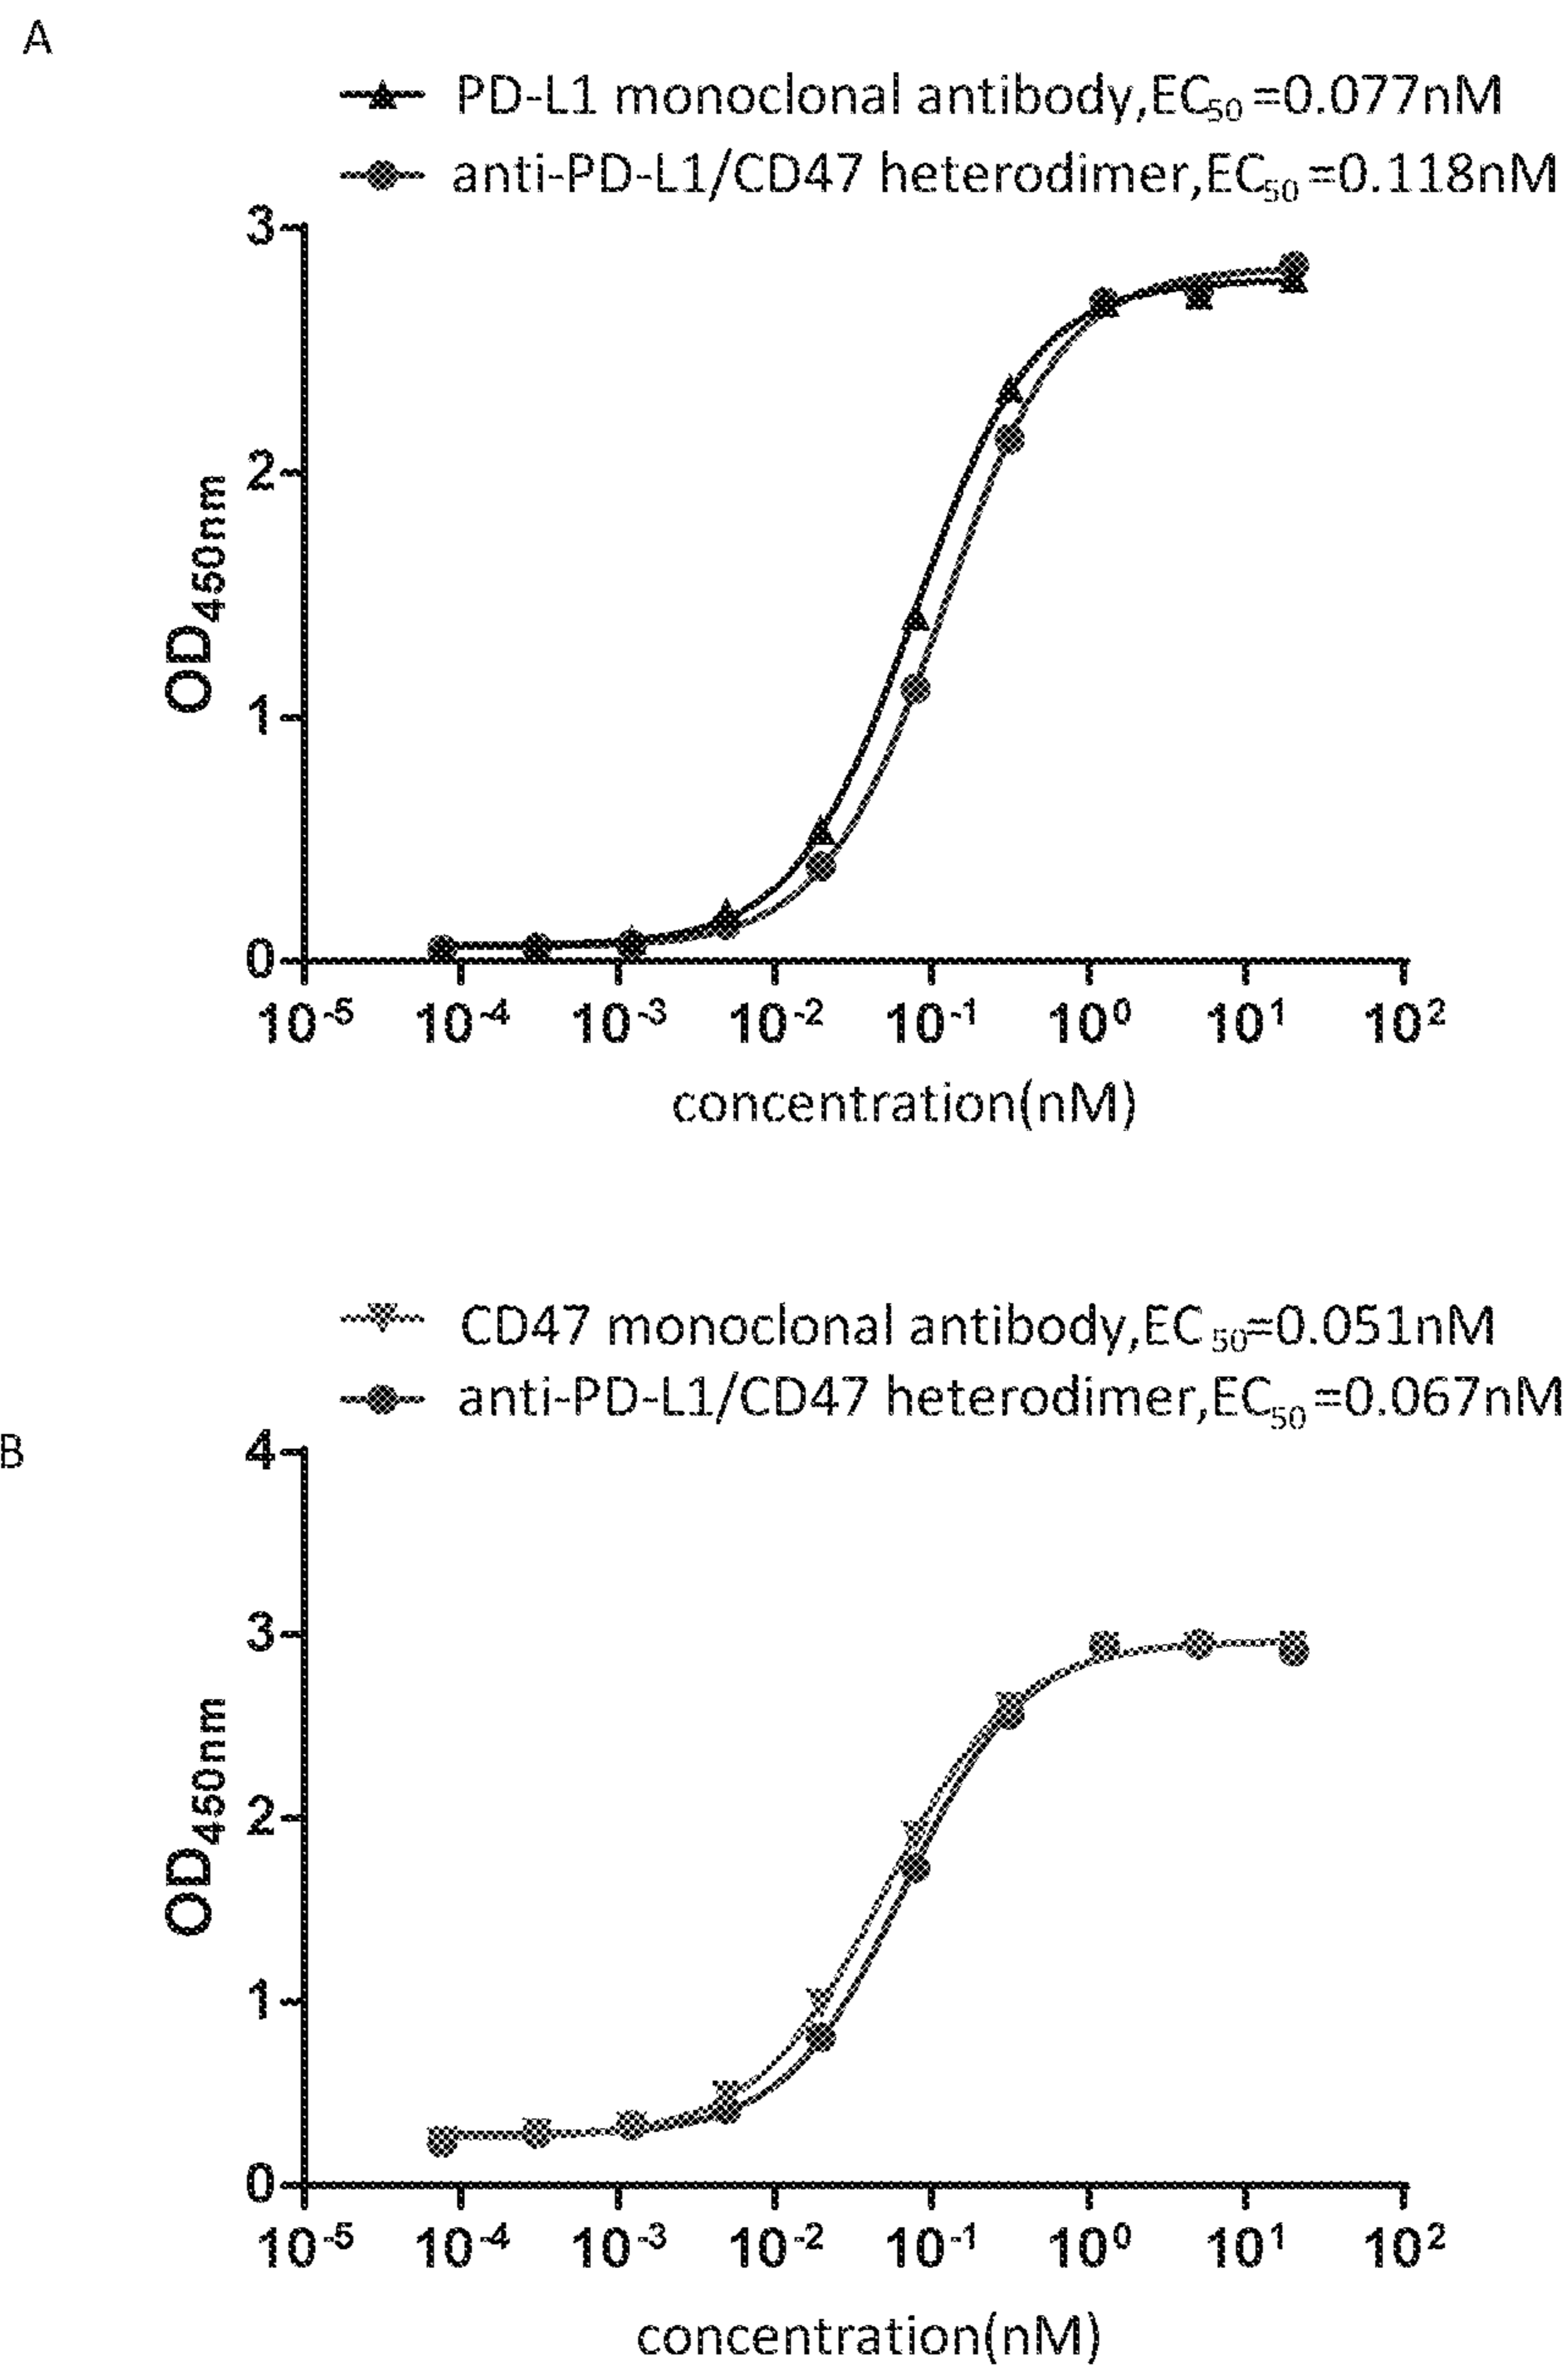 A
PD-L1 monoclonal antibody,EC50 =0.077nM
anti-PD-L1/CD47 heterodimer,EC50 =0.118nM
3
2
1
0
OD450nm
10-5 10-4 10-3 10-2 10-1 100 101 102
concentration(nM)
CD47 monoclonal antibody,EC 50=0.051nM
anti-PD-L1/CD47 heterodimer,EC50 =0.067nM
B
4
3
2
1
0
OD450nm
10-5 10-4 10-3 10-2 10-1 100 101 102
concentration(nM)